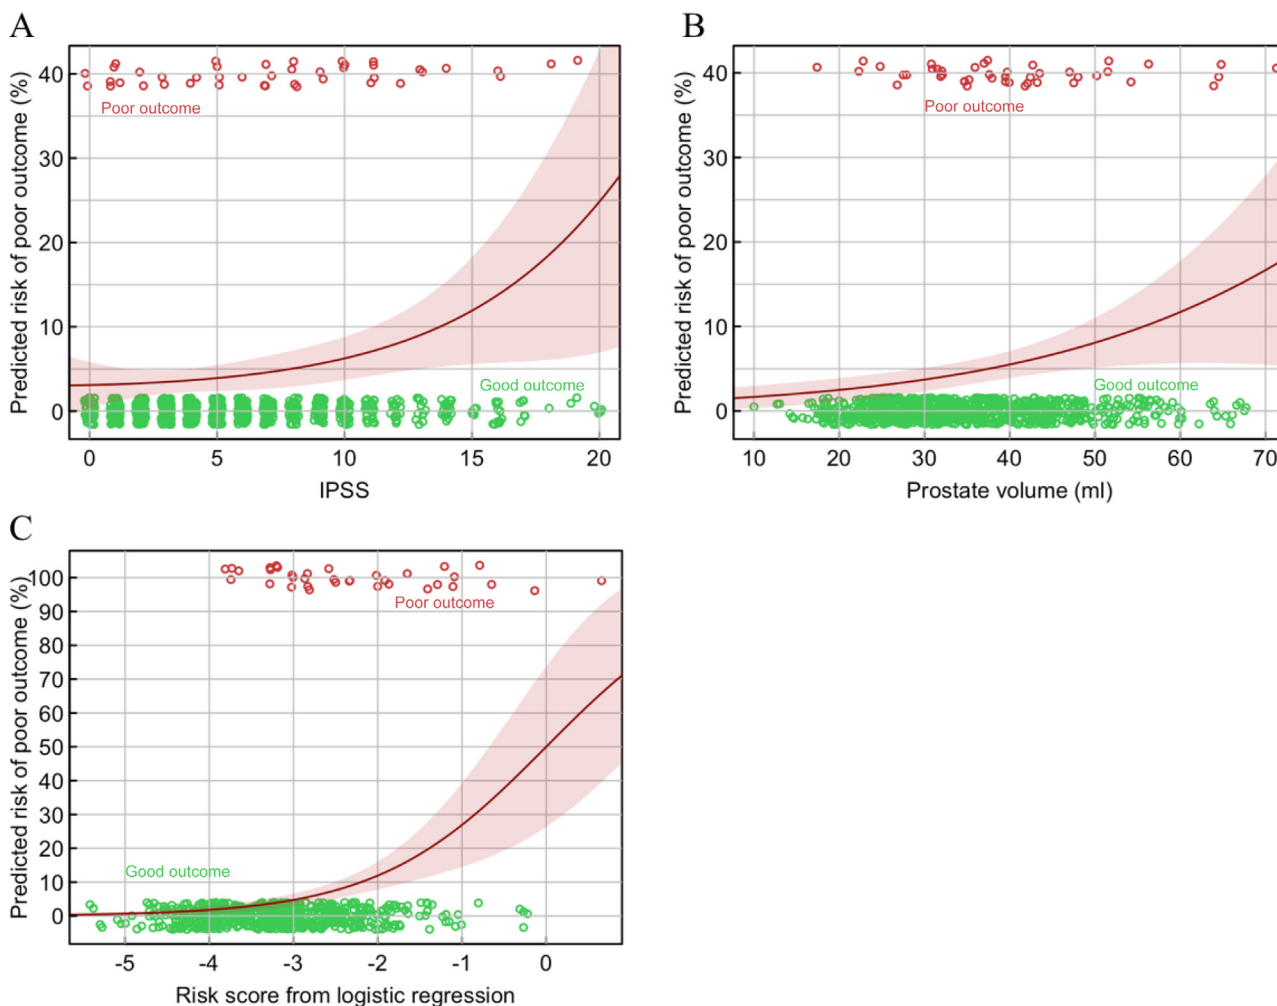 A
Predicted risk of poor outcome (%)
40
30
20
10
0
Poor outcome
Good outcome
0 5 10 15 20
IPSS
B
Predicted risk of poor outcome (%)
40
30
20
10
0
Poor outcome
Good outcome
10 20 30 40 50 60 70
Prostate volume (ml)
C
Predicted risk of poor outcome (%)
100
90
80
70
60
50
40
30
20
10
0
Poor outcome
Good outcome
-5 -4 -3 -2 -1 0
Risk score from logistic regression